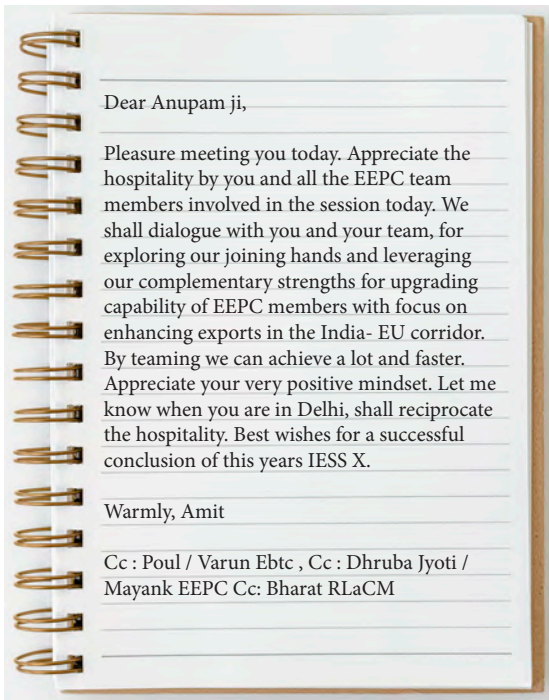 Dear Anupam ji,
Pleasure meeting you today. Appreciate the
hospitality by you and all the EEPC team
members involved in the session today. We
shall dialogue with you and your team, for
exploring our joining hands and leveraging
our complementary strengths for upgrading
capability of EEPC members with focus on
enhancing exports in the India- EU corridor.
By teaming we can achieve a lot and faster.
Appreciate your very positive mindset. Let me
know when you are in Delhi, shall reciprocate
the hospitality. Best wishes for a successful
conclusion of this years IESS X.
Warmly, Amit
Cc : Poul / Varun Ebtc , Cc : Dhruba Jyoti /
Mayank EEPC Cc: Bharat RLaCM